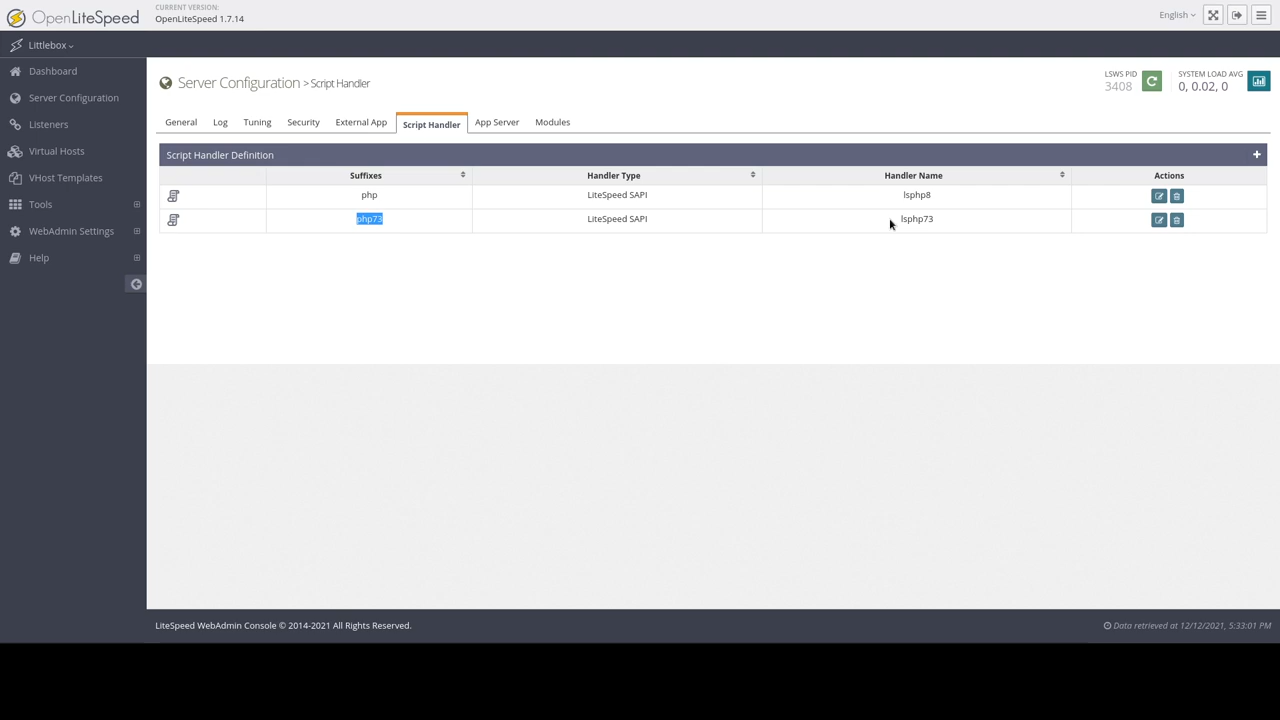 OpenLiteSpeed
CURRENT VERSION:
OpenLiteSpeed 1.7.14
English
Littlebox
Dashboard
Server Configuration
Listeners
Virtual Hosts
VHost Templates
Tools
WebAdmin Settings
Help
Server Configuration > Script Handler
LSWS PID
3408
SYSTEM LOAD AVG
0, 0.02, 0
General Log Tuning Security External App Script Handler App Server Modules
Script Handler Definition
Suffixes Handler Type Handler Name Actions
php LiteSpeed SAPI lsphp8
php73 LiteSpeed SAPI lsphp73
LiteSpeed WebAdmin Console © 2014-2021 All Rights Reserved.
Data retrieved at 12/12/2021, 5:33:01 PM